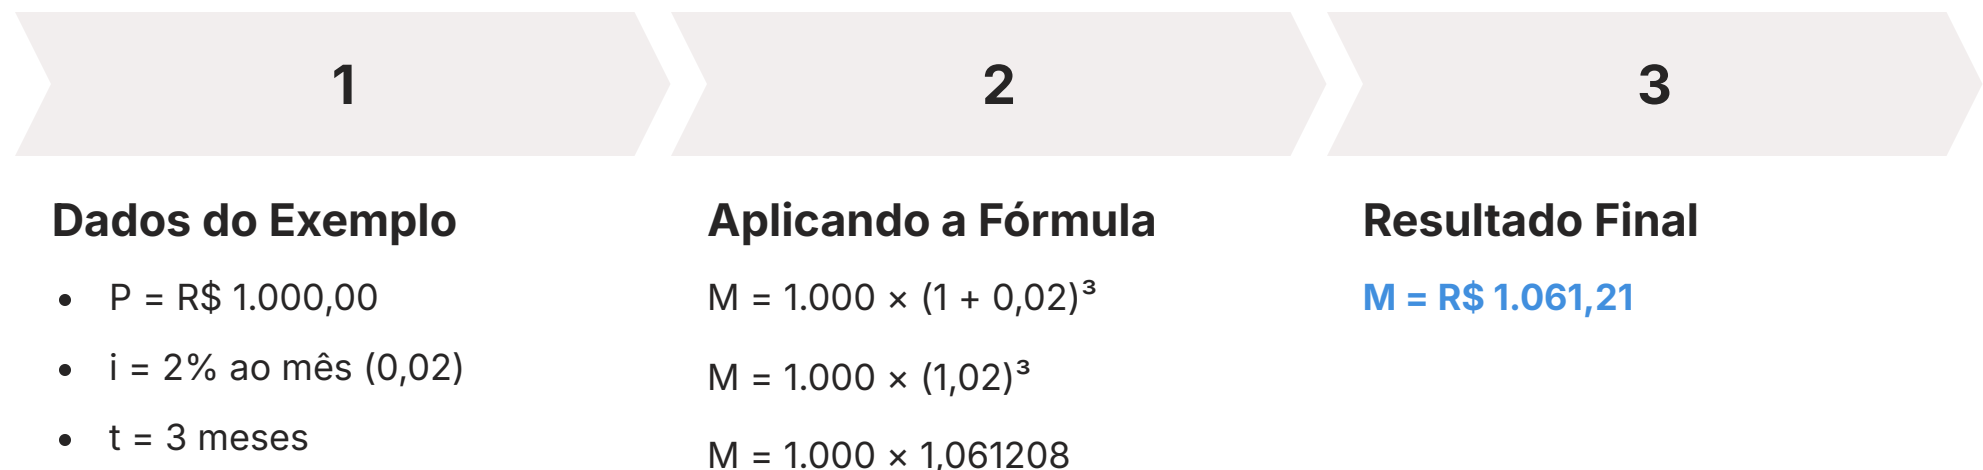 1
2
3
Dados do Exemplo
• P = R$ 1.000,00
• i = 2% ao mês (0,02)
• t = 3 meses
Aplicando a Fórmula
M = 1.000 × (1 + 0,02)³
M = 1.000 × (1,02)³
M = 1.000 × 1,061208
Resultado Final
M = R$ 1.061,21